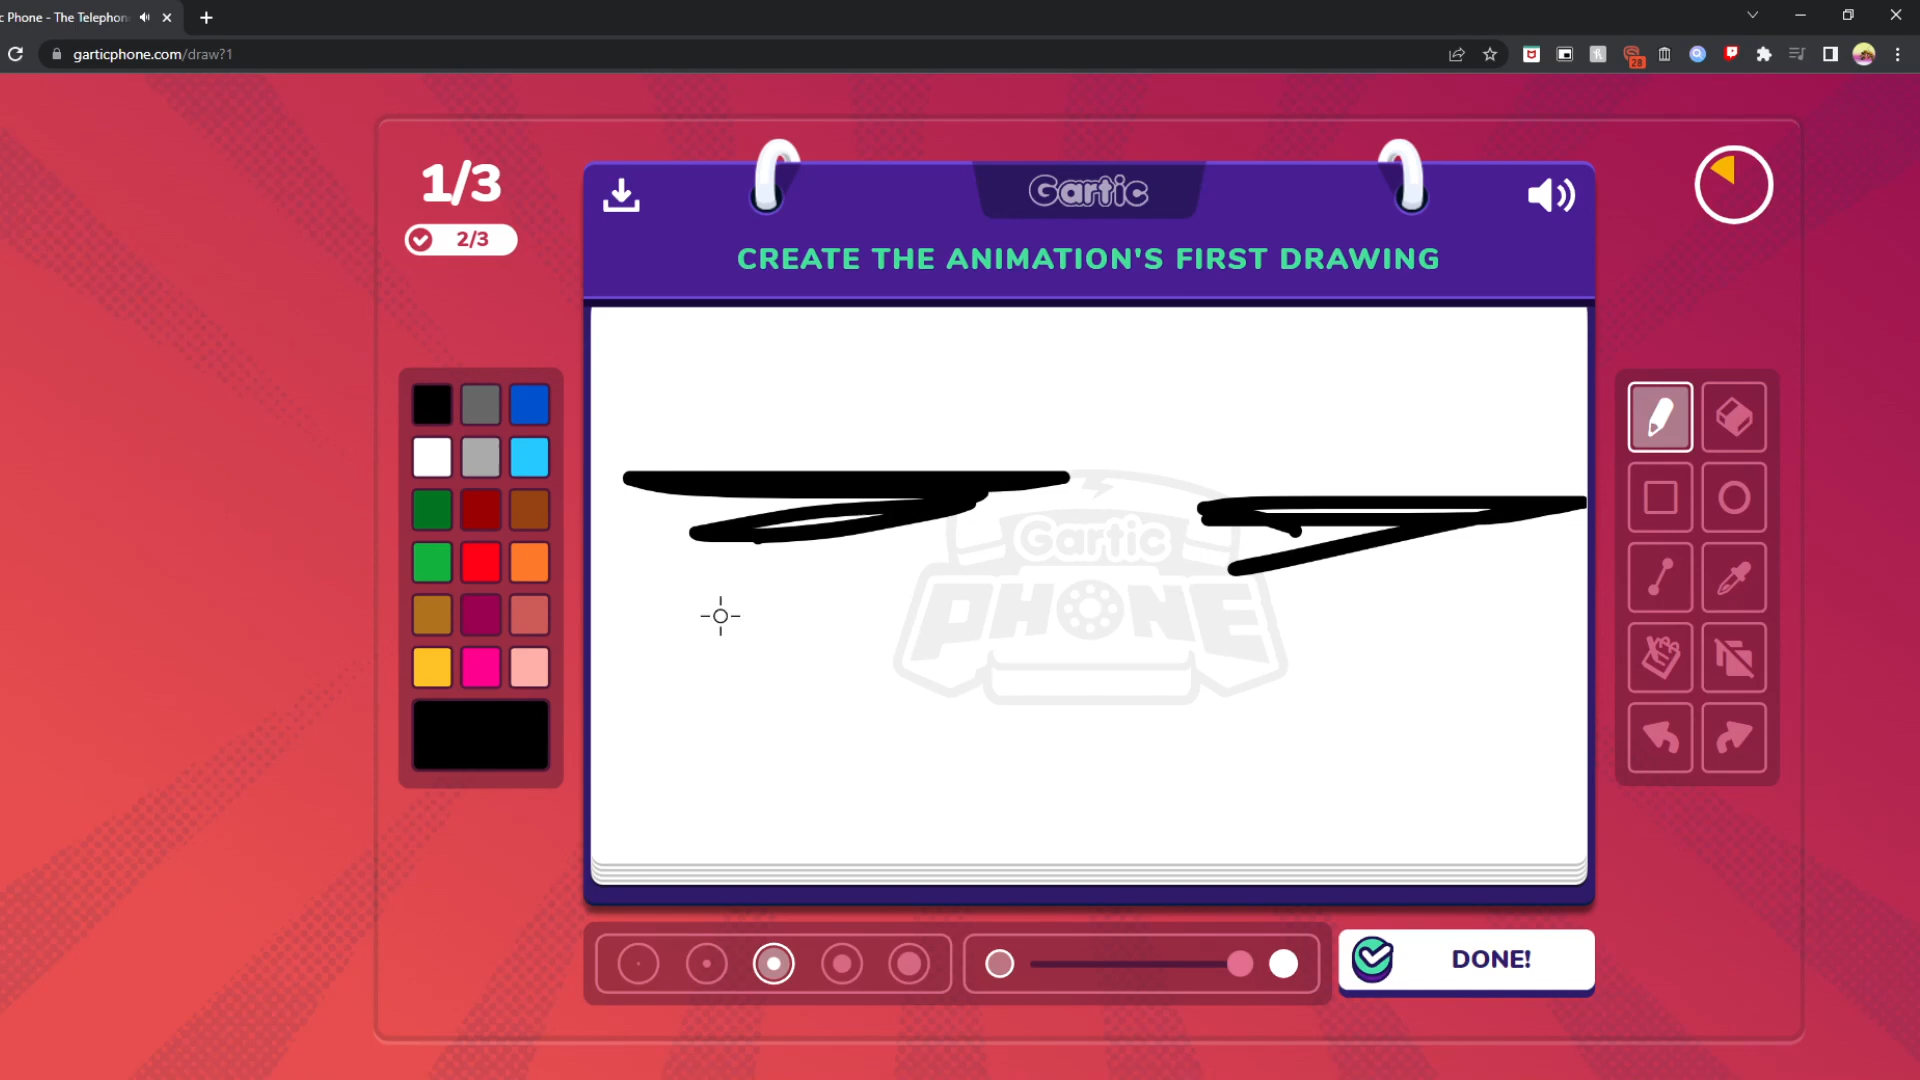 c Phone - The Telephon
garticphone.com/draw?1
28
1/3
2/3
Gartic
CREATE THE ANIMATION'S FIRST DRAWING
Gartic
PHONE
DONE!